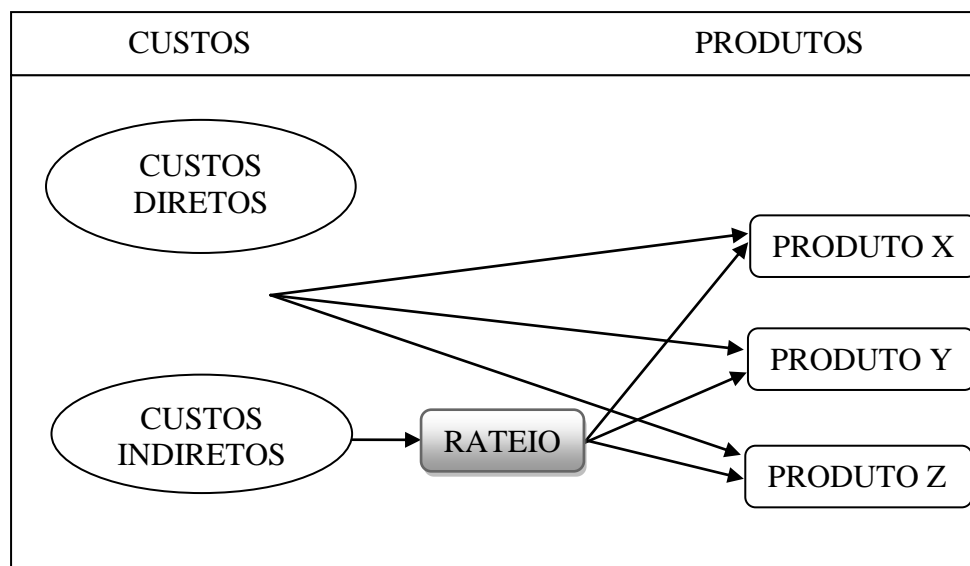 CUSTOS
PRODUTOS
CUSTOS
DIRETOS
PRODUTO X
PRODUTO Y
CUSTOS
INDIRETOS
RATEIO
PRODUTO Z